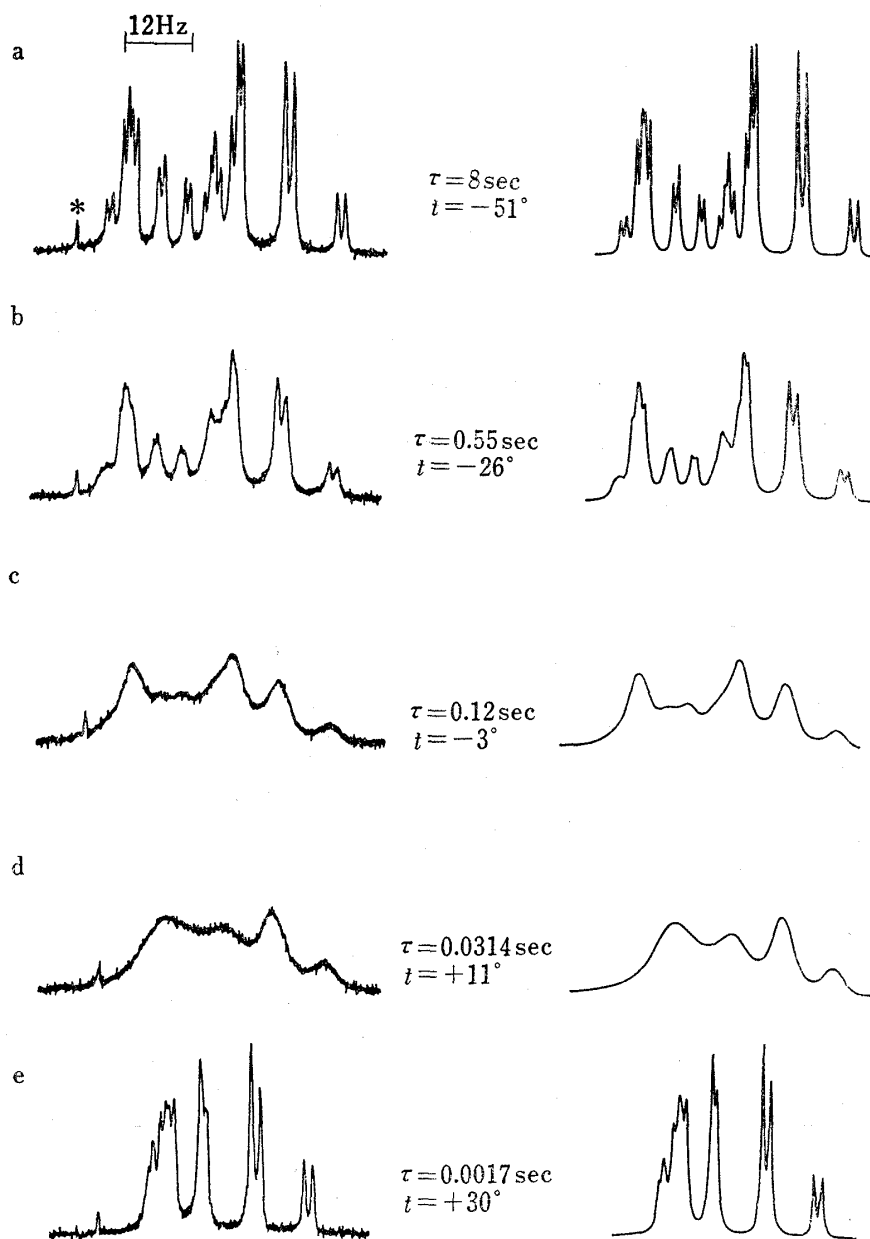 12Hz
a
*
τ=8sec
t=−51°
b
τ=0.55sec
t=−26°
c
τ=0.12sec
t=−3°
d
τ=0.0314sec
t=+11°
e
τ=0.0017sec
t=+30°